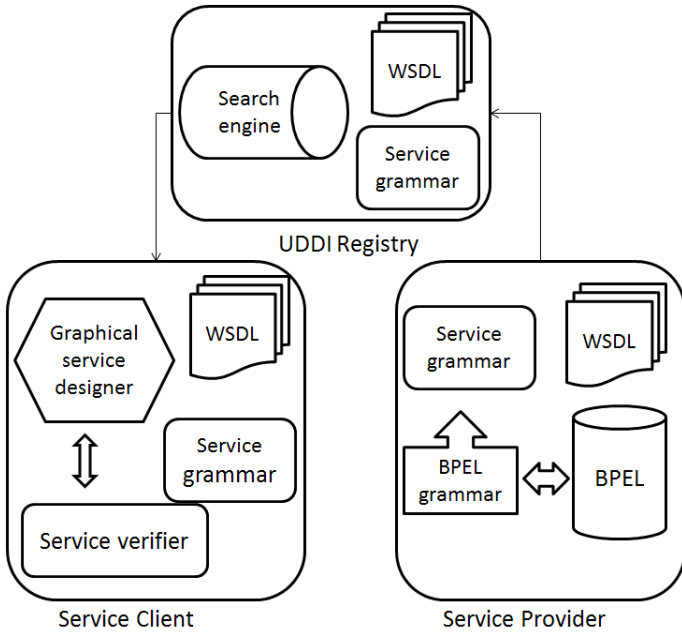 Search
engine
WSDL
Service
grammar
UDDI Registry
Graphical
service
designer
WSDL
Service
grammar
Service verifier
Service Client
Service
grammar
WSDL
BPEL
grammar
BPEL
Service Provider